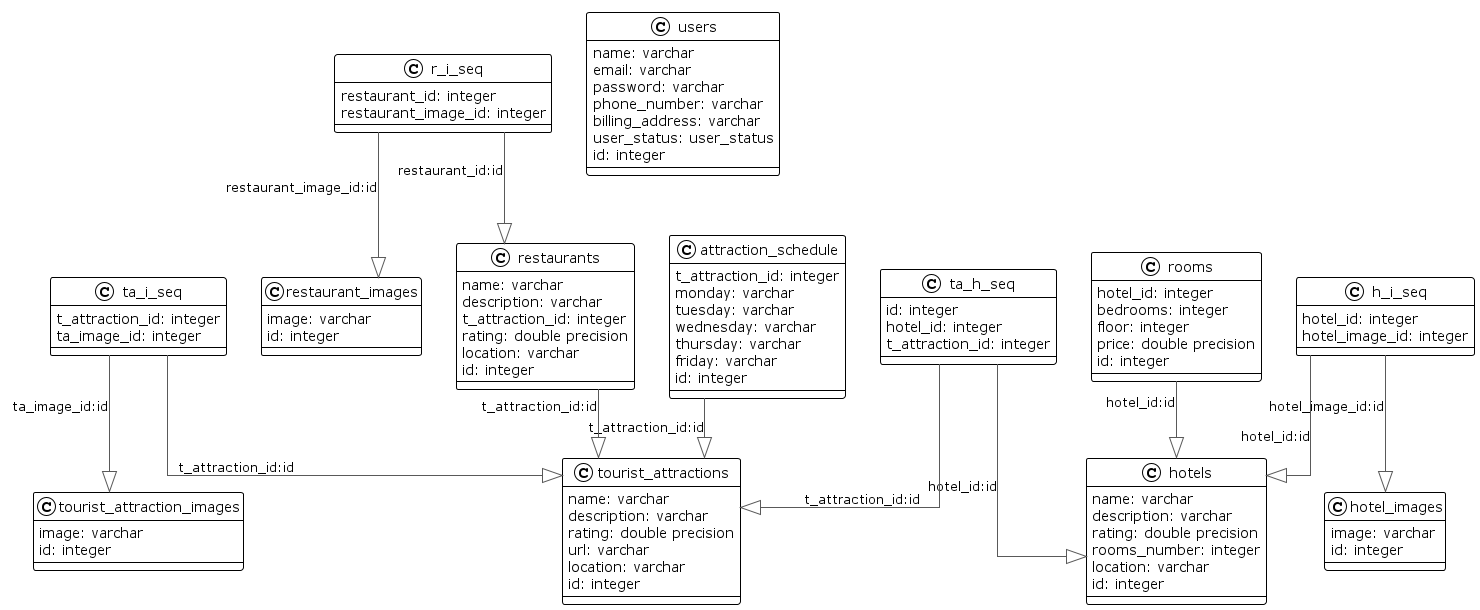 C users
name: varchar
email: varchar
password: varchar
phone_number: varchar
billing_address: varchar
user_status: user_status
id: integer
C r_i_seq
restaurant_id: integer
restaurant_image_id: integer
restaurant_image_id:id
restaurant_id:id
C ta_i_seq
t_attraction_id: integer
ta_image_id: integer
C restaurant_images
image: varchar
id: integer
C restaurants
name: varchar
description: varchar
t_attraction_id: integer
rating: double precision
location: varchar
id: integer
C attraction_schedule
t_attraction_id: integer
monday: varchar
tuesday: varchar
wednesday: varchar
thursday: varchar
friday: varchar
id: integer
C ta_h_seq
id: integer
hotel_id: integer
t_attraction_id: integer
C rooms
hotel_id: integer
bedrooms: integer
floor: integer
price: double precision
id: integer
C h_i_seq
hotel_id: integer
hotel_image_id: integer
ta_image_id:id
t_attraction_id:id
t_attraction_id:id
t_attraction_id:id
t_attraction_id:id
hotel_id:id
hotel_id:id
hotel_image_id:id
hotel_id:id
C tourist_attraction_images
image: varchar
id: integer
C tourist_attractions
name: varchar
description: varchar
rating: double precision
url: varchar
location: varchar
id: integer
C hotels
name: varchar
description: varchar
rating: double precision
rooms_number: integer
location: varchar
id: integer
C hotel_images
image: varchar
id: integer